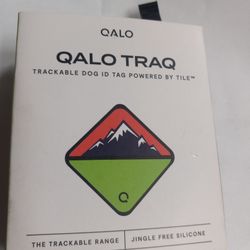 QALO
QALO TRAQ
TRACKABLE DOG ID TAG POWERED BY TILE™
Q
THE TRACKABLE RANGE | JINGLE FREE SILICONE